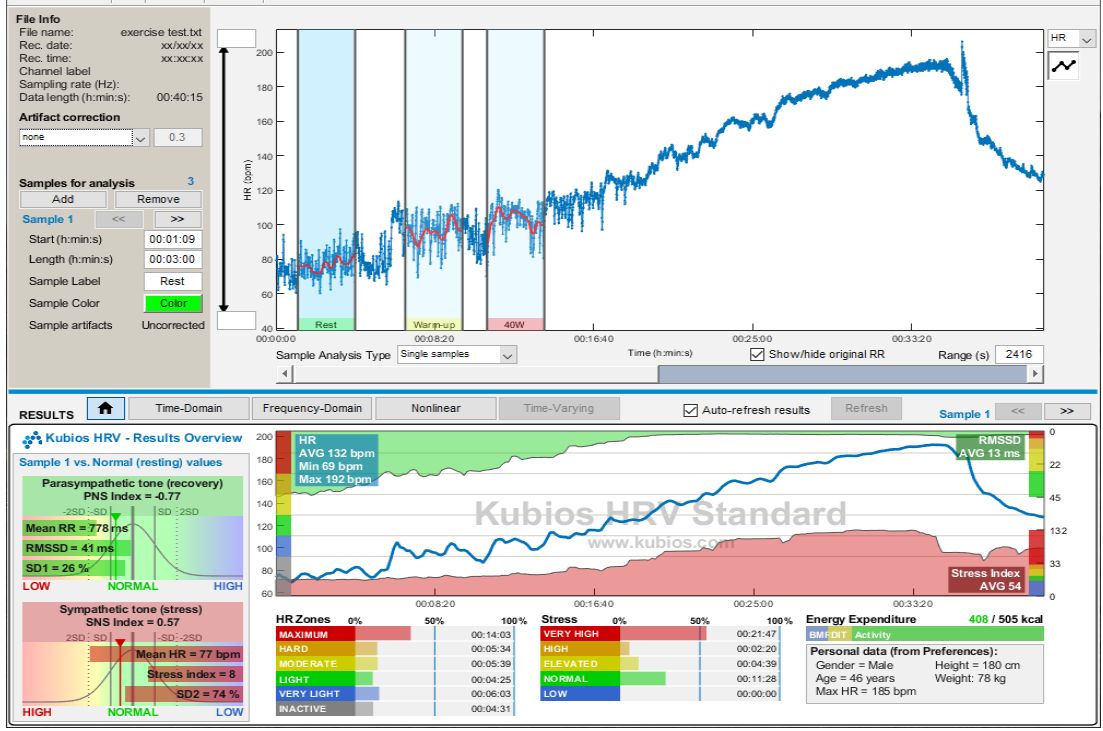 File Info
File name: exercise test.txt
Rec. date: xx/xx/xx
Rec. time: xx:xx:xx
Channel label
Sampling rate (Hz):
Data length (h:min:s): 00:40:15
Artifact correction
none 0.3
Samples for analysis 3
Add Remove
Sample 1 << >>
Start (h:min:s) 00:01:09
Length (h:min:s) 00:03:00
Sample Label Rest
Sample Color Color
Sample artifacts Uncorrected
HR (bpm)
200
180
160
140
120
100
80
60
40
Rest Warm-up 40W
00:00:00 00:08:20 00:16:40 00:25:00 00:33:20
HR
Sample Analysis Type Single samples Time (h:min:s) Show/hide original RR Range (s) 2416
RESULTS Time-Domain Frequency-Domain Nonlinear Time-Varying Auto-refresh results Refresh Sample 1 << >>
Kubios HRV - Results Overview
Sample 1 vs. Normal (resting) values
Parasympathetic tone (recovery)
PNS Index = -0.77
-2SD -SD SD 2SD
Mean RR = 778 ms
RMSSD = 41 ms
SD1 = 26 %
LOW NORMAL HIGH
Sympathetic tone (stress)
SNS Index = 0.57
2SD SD -SD -2SD
Mean HR = 77 bpm
Stress index = 8
SD2 = 74 %
HIGH NORMAL LOW
200
180
160
140
120
100
80
60
HR
AVG 132 bpm
Min 69 bpm
Max 192 bpm
RMSSD
AVG 13 ms
Kubios HRV Standard
www.kubios.com
Stress Index
AVG 54
0
22
45
132
33
0
00:08:20 00:16:40 00:25:00 00:33:20
HR Zones 0% 50% 100%
MAXIMUM 00:14:03
HARD 00:05:34
MODERATE 00:05:39
LIGHT 00:04:25
VERY LIGHT 00:06:03
INACTIVE 00:04:31
Stress 0% 50% 100%
VERY HIGH 00:21:47
HIGH 00:02:20
ELEVATED 00:04:39
NORMAL 00:11:28
LOW 00:00:00
Energy Expenditure 408 / 505 kcal
BMR DIT Activity
Personal data (from Preferences):
Gender = Male Height = 180 cm
Age = 46 years Weight: 78 kg
Max HR = 185 bpm